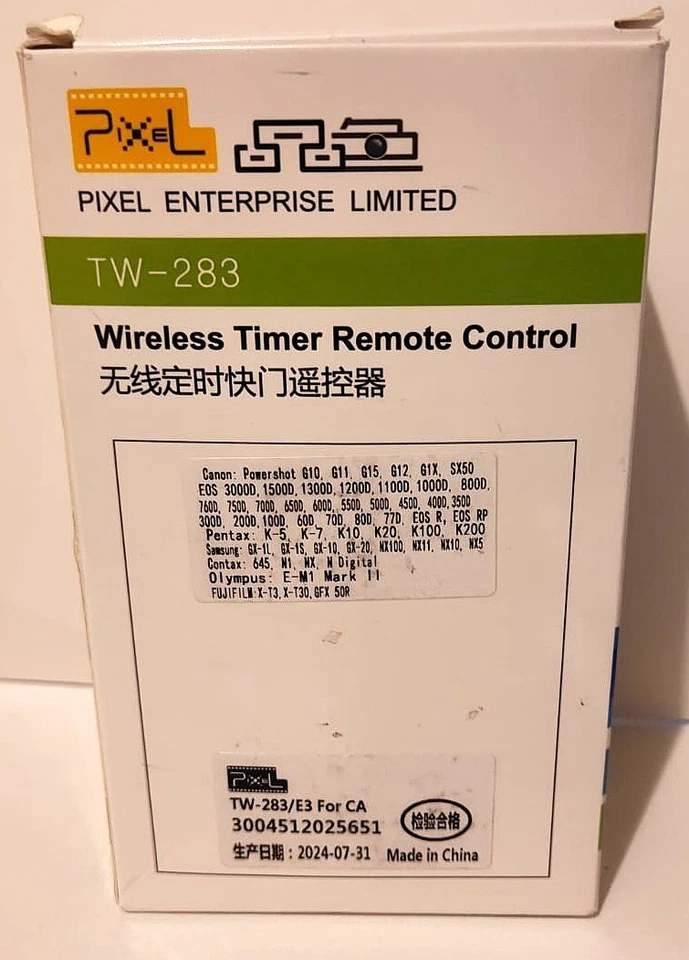 PIXEL
PIXEL ENTERPRISE LIMITED
TW-283
Wireless Timer Remote Control
无线定时快门遥控器
Canon: Powershot G10, G11, G15, G12, G1X, SX50
EOS 3000D, 1500D, 1300D, 1200D, 1100D, 1000D, 800D,
760D, 750D, 700D, 650D, 600D, 550D, 500D, 450D, 400D, 350D
300D, 200D, 100D, 60D, 70D, 80D, 77D, EOS R, EOS RP
Pentax: K-5, K-7, K10, K20, K100, K200
Samsung: GX-1L, GX-1S, GX-10, GX-20, NX100, NX11, NX10, NX5
Contax: 645, N1, NX, N Digital
Olympus: E-M1 Mark II
FUJIFILM:X-T3, X-T30, GFX 50R
PIXEL
TW-283/E3 For CA
3004512025651
检验合格
生产日期：2024-07-31 Made in China